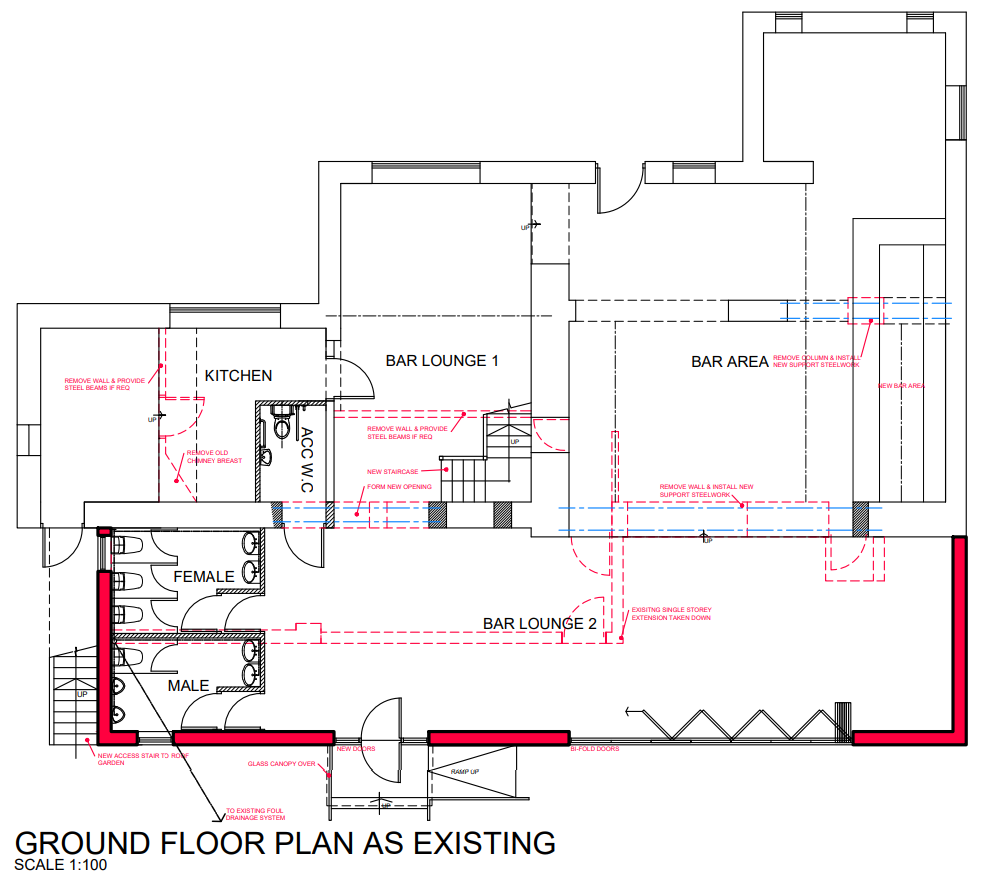 UP
BAR LOUNGE 1
BAR AREA
REMOVE COLUMN & INSTALL
NEW SUPPORT STEELWORK
NEW BAR AREA
KITCHEN
REMOVE WALL & PROVIDE
STEEL BEAMS IF REQ
UP
REMOVE OLD
CHIMNEY BREAST
ACC W.C
REMOVE WALL & PROVIDE
STEEL BEAMS IF REQ
UP
NEW STAIRCASE
FORM NEW OPENING
REMOVE WALL & INSTALL NEW
SUPPORT STEELWORK
UP
FEMALE
BAR LOUNGE 2
EXISITNG SINGLE STOREY
EXTENSION TAKEN DOWN
MALE
UP
NEW ACCESS STAIR TO ROOF
GARDEN
NEW DOORS
BI-FOLD DOORS
GLASS CANOPY OVER
RAMP UP
UP
TO EXISTING FOUL
DRAINAGE SYSTEM
GROUND FLOOR PLAN AS EXISTING
SCALE 1:100